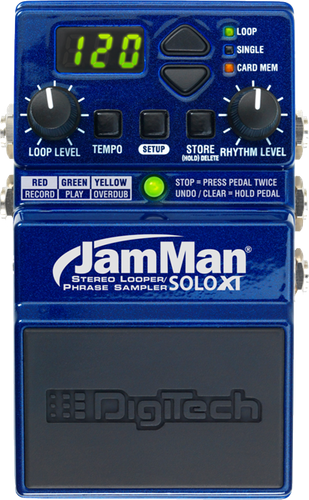 120
LOOP
SINGLE
CARD MEM
LOOP LEVEL
TEMPO
SETUP
STORE
(HOLD) DELETE
RHYTHM LEVEL
RED GREEN YELLOW
RECORD PLAY OVERDUB
STOP = PRESS PEDAL TWICE
UNDO / CLEAR = HOLD PEDAL
JamMan®
STEREO LOOPER/
PHRASE SAMPLER SOLO XT
DigiTech